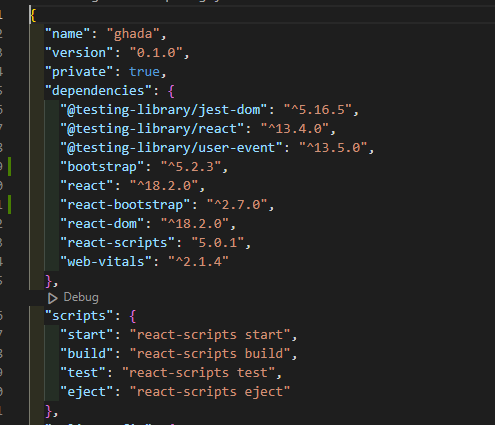 {
"name": "ghada",
"version": "0.1.0",
"private": true,
"dependencies": {
"@testing-library/jest-dom": "^5.16.5",
"@testing-library/react": "^13.4.0",
"@testing-library/user-event": "^13.5.0",
"bootstrap": "^5.2.3",
"react": "^18.2.0",
"react-bootstrap": "^2.7.0",
"react-dom": "^18.2.0",
"react-scripts": "5.0.1",
"web-vitals": "^2.1.4"
},
Debug
"scripts": {
"start": "react-scripts start",
"build": "react-scripts build",
"test": "react-scripts test",
"eject": "react-scripts eject"
},